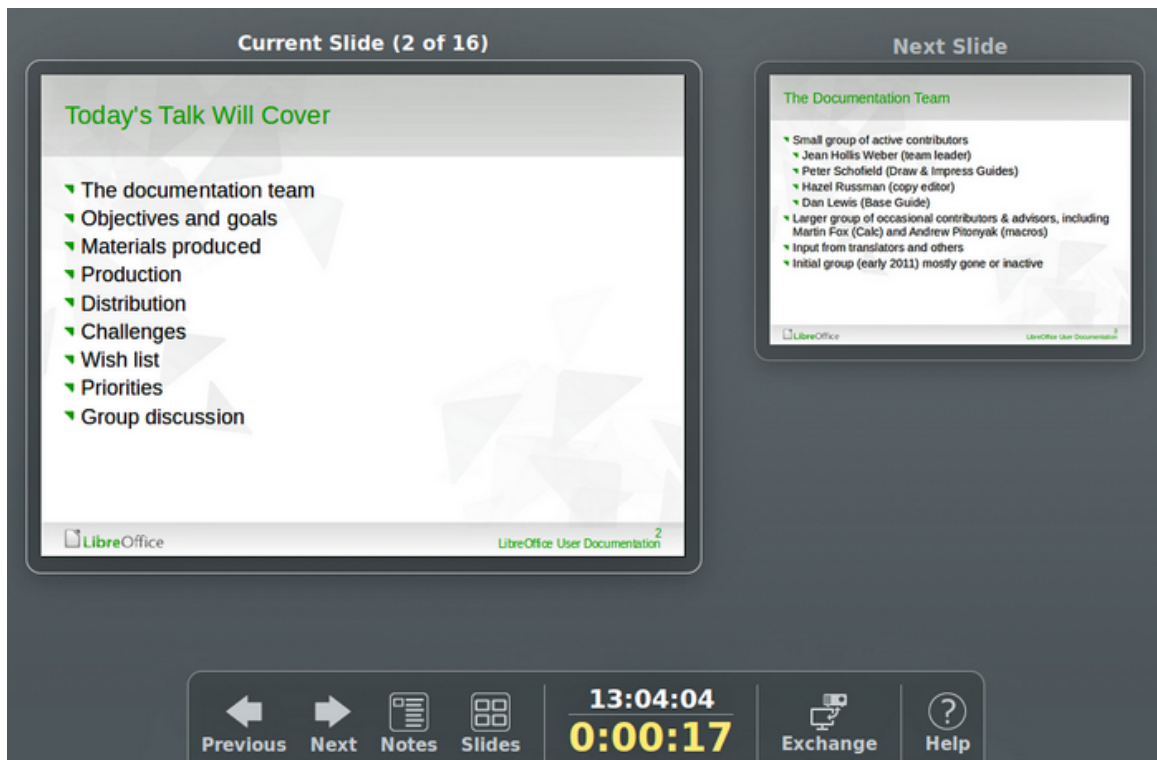 Current Slide (2 of 16)
Today's Talk Will Cover
The documentation team
Objectives and goals
Materials produced
Production
Distribution
Challenges
Wish list
Priorities
Group discussion
LibreOffice
LibreOffice User Documentation
2
Next Slide
The Documentation Team
Small group of active contributors
Jean Hollis Weber (team leader)
Peter Schofield (Draw & Impress Guides)
Hazel Russman (copy editor)
Dan Lewis (Base Guide)
Larger group of occasional contributors & advisors, including
Martin Fox (Calc) and Andrew Pitonyak (macros)
Input from translators and others
Initial group (early 2011) mostly gone or inactive
LibreOffice
LibreOffice User Documentation
3
Previous
Next
Notes
Slides
13:04:04
0:00:17
Exchange
?
Help